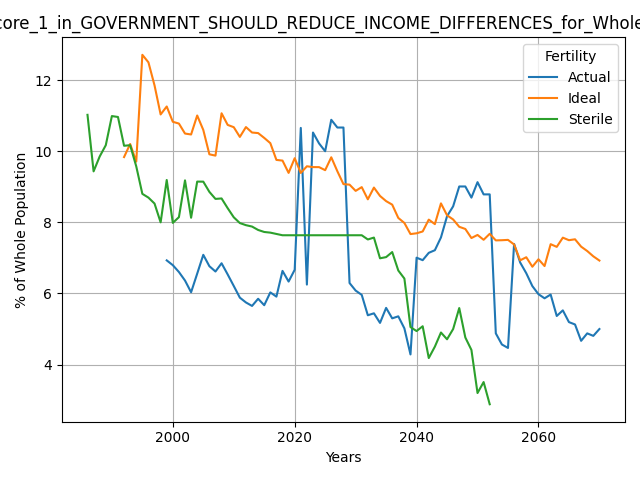 core_1_in_GOVERNMENT_SHOULD_REDUCE_INCOME_DIFFERENCES_for_Whole
Fertility
Actual
Ideal
Sterile
% of Whole Population
12
10
8
6
4
2000
2020
2040
2060
Years